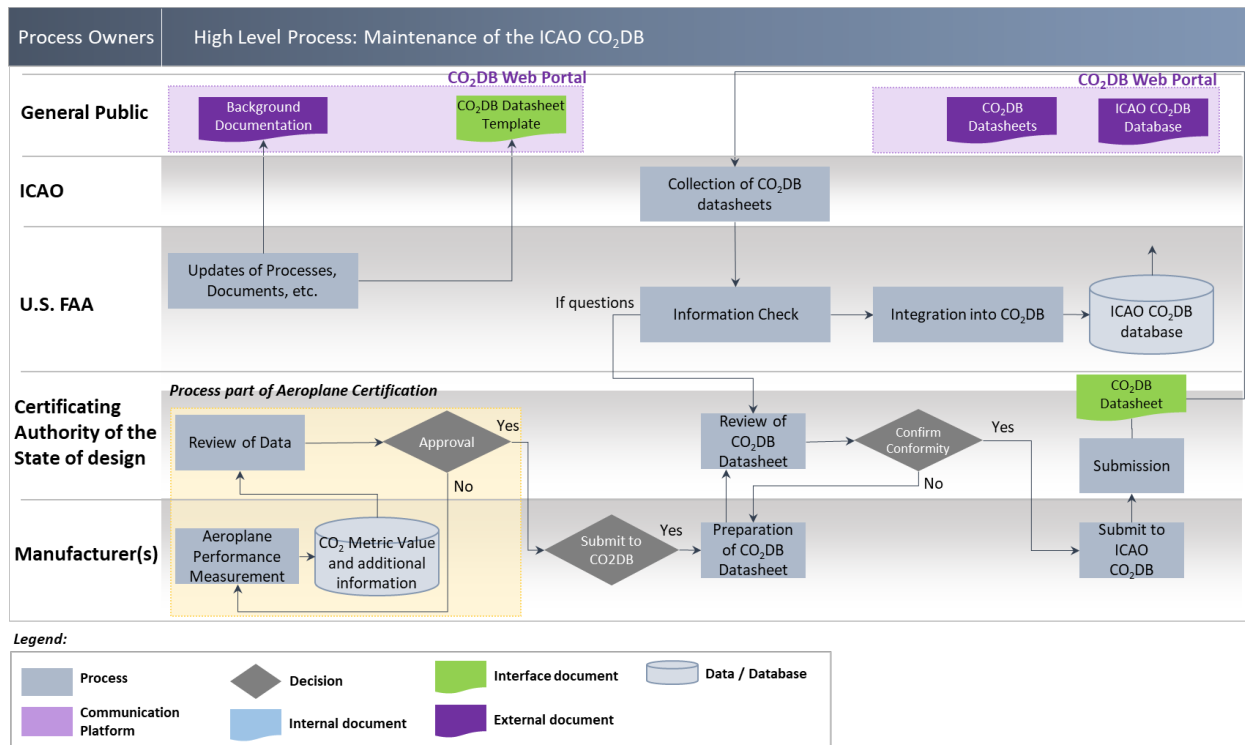 Process Owners
High Level Process: Maintenance of the ICAO CO₂DB
General Public
CO₂DB Web Portal
Background
Documentation
CO₂DB Datasheet
Template
CO₂DB Web Portal
CO₂DB
Datasheets
ICAO CO₂DB
Database
ICAO
Collection of CO₂DB
datasheets
U.S. FAA
Updates of Processes,
Documents, etc.
If questions
Information Check
Integration into CO₂DB
ICAO CO₂DB
database
Certificating
Authority of the
State of design
Process part of Aeroplane Certification
Review of Data
Approval
Yes
No
Review of
CO₂DB
Datasheet
Confirm
Conformity
Yes
No
CO₂DB
Datasheet
Submission
Manufacturer(s)
Aeroplane
Performance
Measurement
CO₂ Metric Value
and additional
information
Submit to
CO2DB
Yes
Preparation
of CO₂DB
Datasheet
Submit to
ICAO
CO₂DB
Legend:
Process
Decision
Interface document
Data / Database
Communication
Platform
Internal document
External document